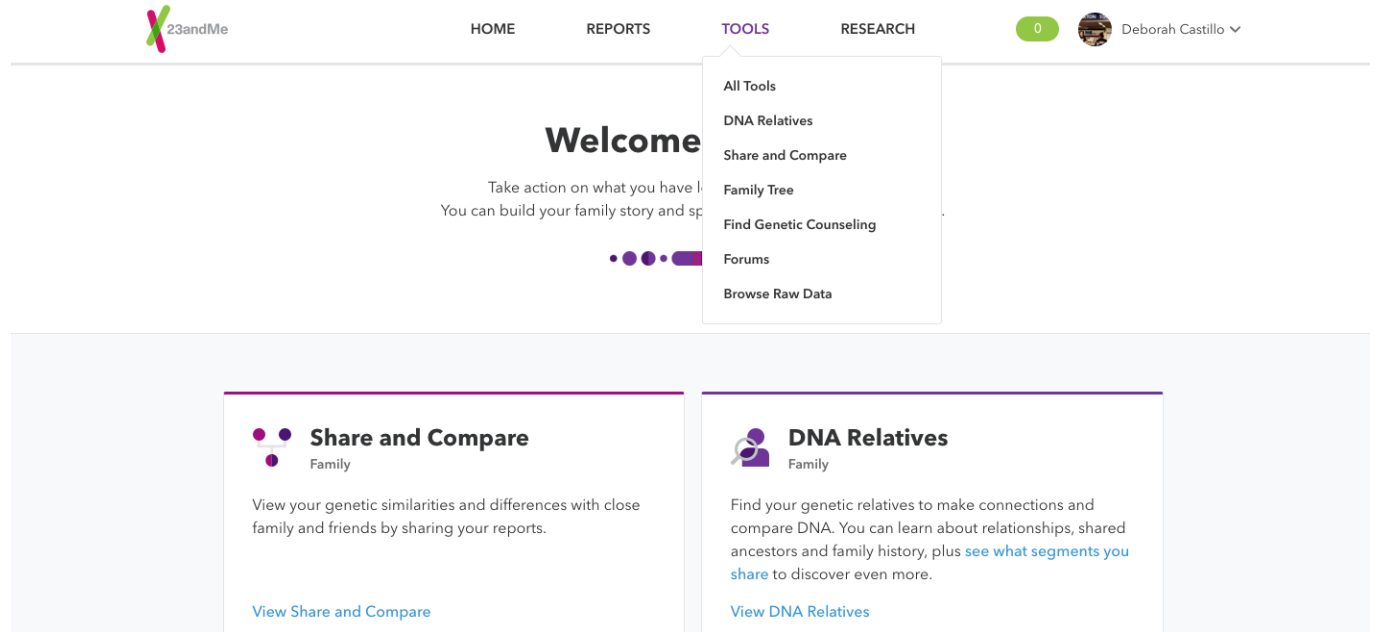 23andMe
HOME
REPORTS
TOOLS
RESEARCH
0
Deborah Castillo
All Tools
DNA Relatives
Share and Compare
Family Tree
Find Genetic Counseling
Forums
Browse Raw Data
Welcome
Take action on what you have
You can build your family story and
Share and Compare
Family
View your genetic similarities and differences with close
family and friends by sharing your reports.
View Share and Compare
DNA Relatives
Family
Find your genetic relatives to make connections and
compare DNA. You can learn about relationships, shared
ancestors and family history, plus see what segments you
share to discover even more.
View DNA Relatives